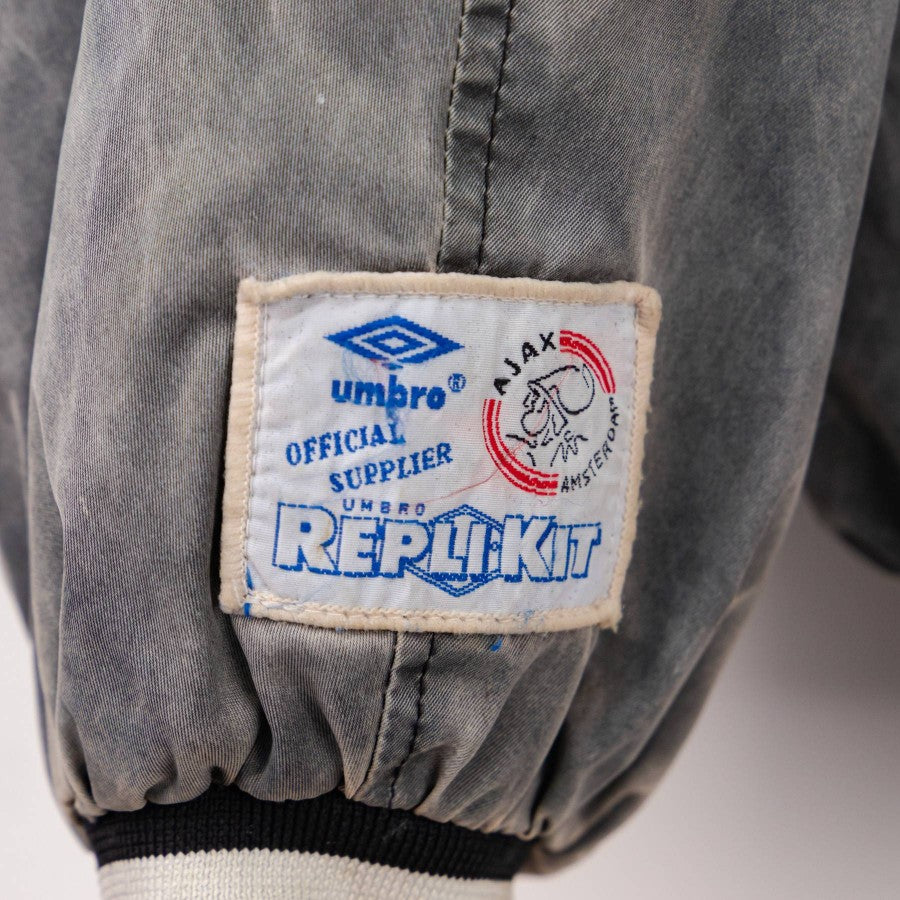 umbro®
OFFICIAL
SUPPLIER
AJAX
AMSTERDAM
UMBRO
REPLI·KIT